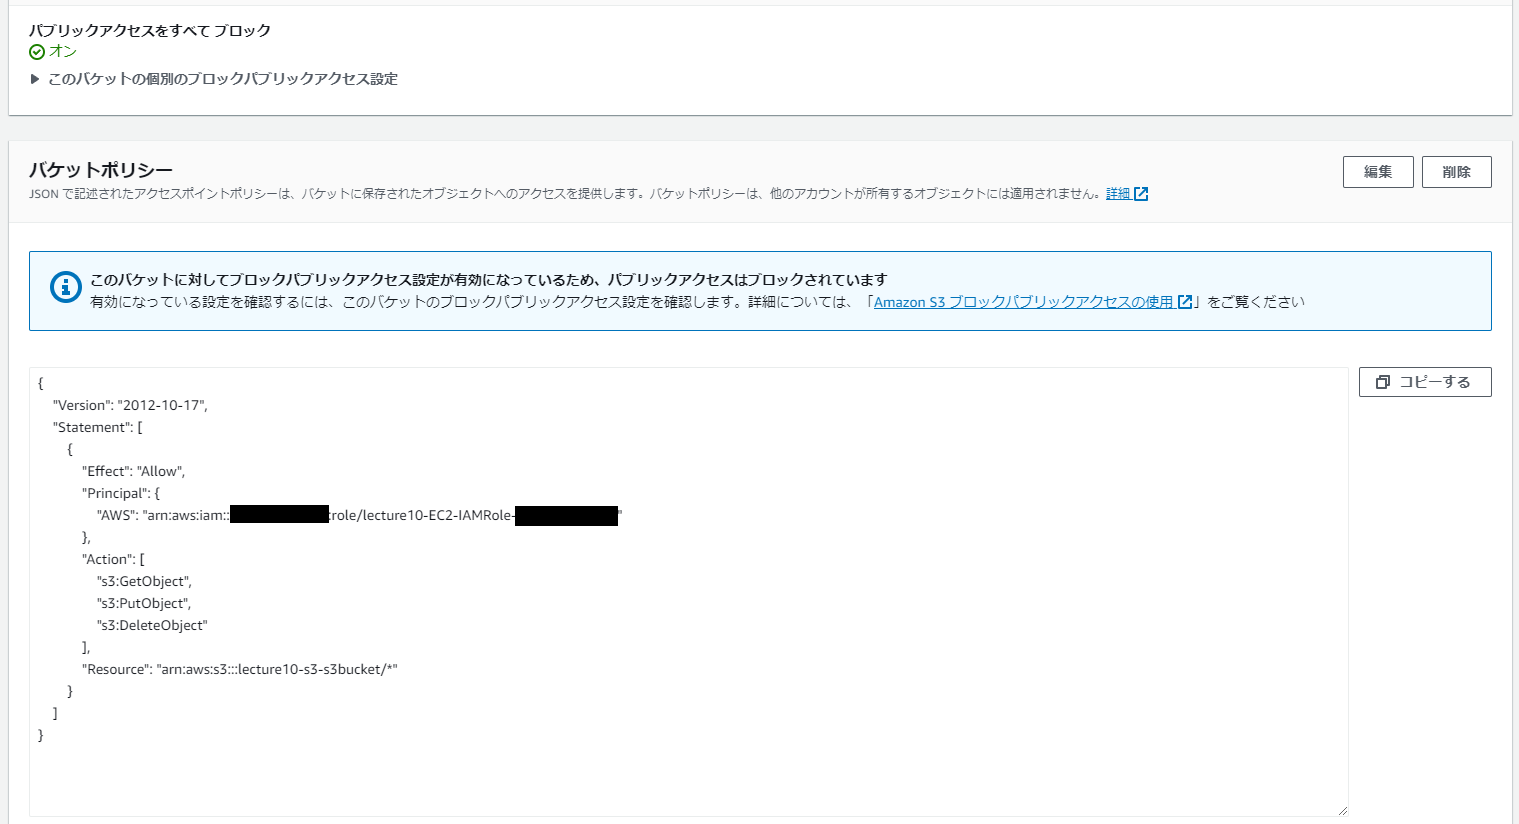 パブリックアクセスをすべて ブロック
オン
このバケットの個別のブロックパブリックアクセス設定
バケットポリシー
編集
削除
JSON で記述されたアクセスポイントポリシーは、バケットに保存されたオブジェクトへのアクセスを提供します。バケットポリシーは、他のアカウントが所有するオブジェクトには適用されません。詳細
このバケットに対してブロックパブリックアクセス設定が有効になっているため、パブリックアクセスはブロックされています
有効になっている設定を確認するには、このバケットのブロックパブリックアクセス設定を確認します。詳細については、「Amazon S3 ブロックパブリックアクセスの使用」をご覧ください
コピーする
{
"Version": "2012-10-17",
"Statement": [
{
"Effect": "Allow",
"Principal": {
"AWS": "arn:aws:iam:::role/lecture10-EC2-IAMRole-"
},
"Action": [
"s3:GetObject",
"s3:PutObject",
"s3:DeleteObject"
],
"Resource": "arn:aws:s3:::lecture10-s3-s3bucket/*"
}
]
}